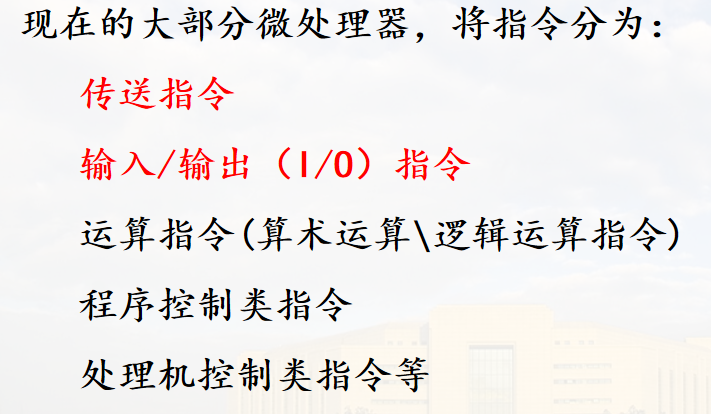 现在的大部分微处理器，将指令分为：
传送指令
输入/输出（I/O）指令
运算指令(算术运算\逻辑运算指令)
程序控制类指令
处理机控制类指令等